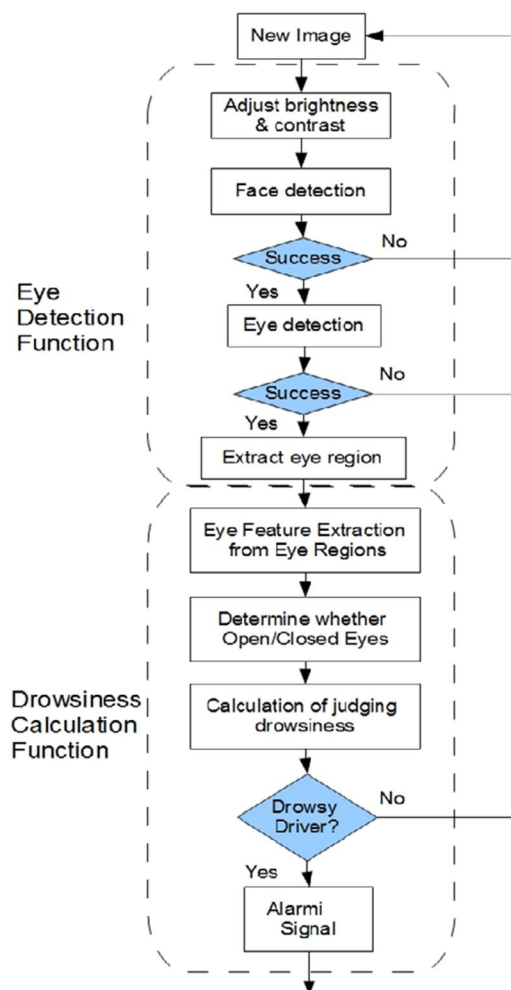 New Image
Adjust brightness
& contrast
Face detection
Success
No
Yes
Eye
Detection
Function
Eye detection
Success
No
Yes
Extract eye region
Eye Feature Extraction
from Eye Regions
Determine whether
Open/Closed Eyes
Drowsiness
Calculation
Function
Calculation of judging
drowsiness
Drowsy
Driver?
No
Yes
Alarmi
Signal